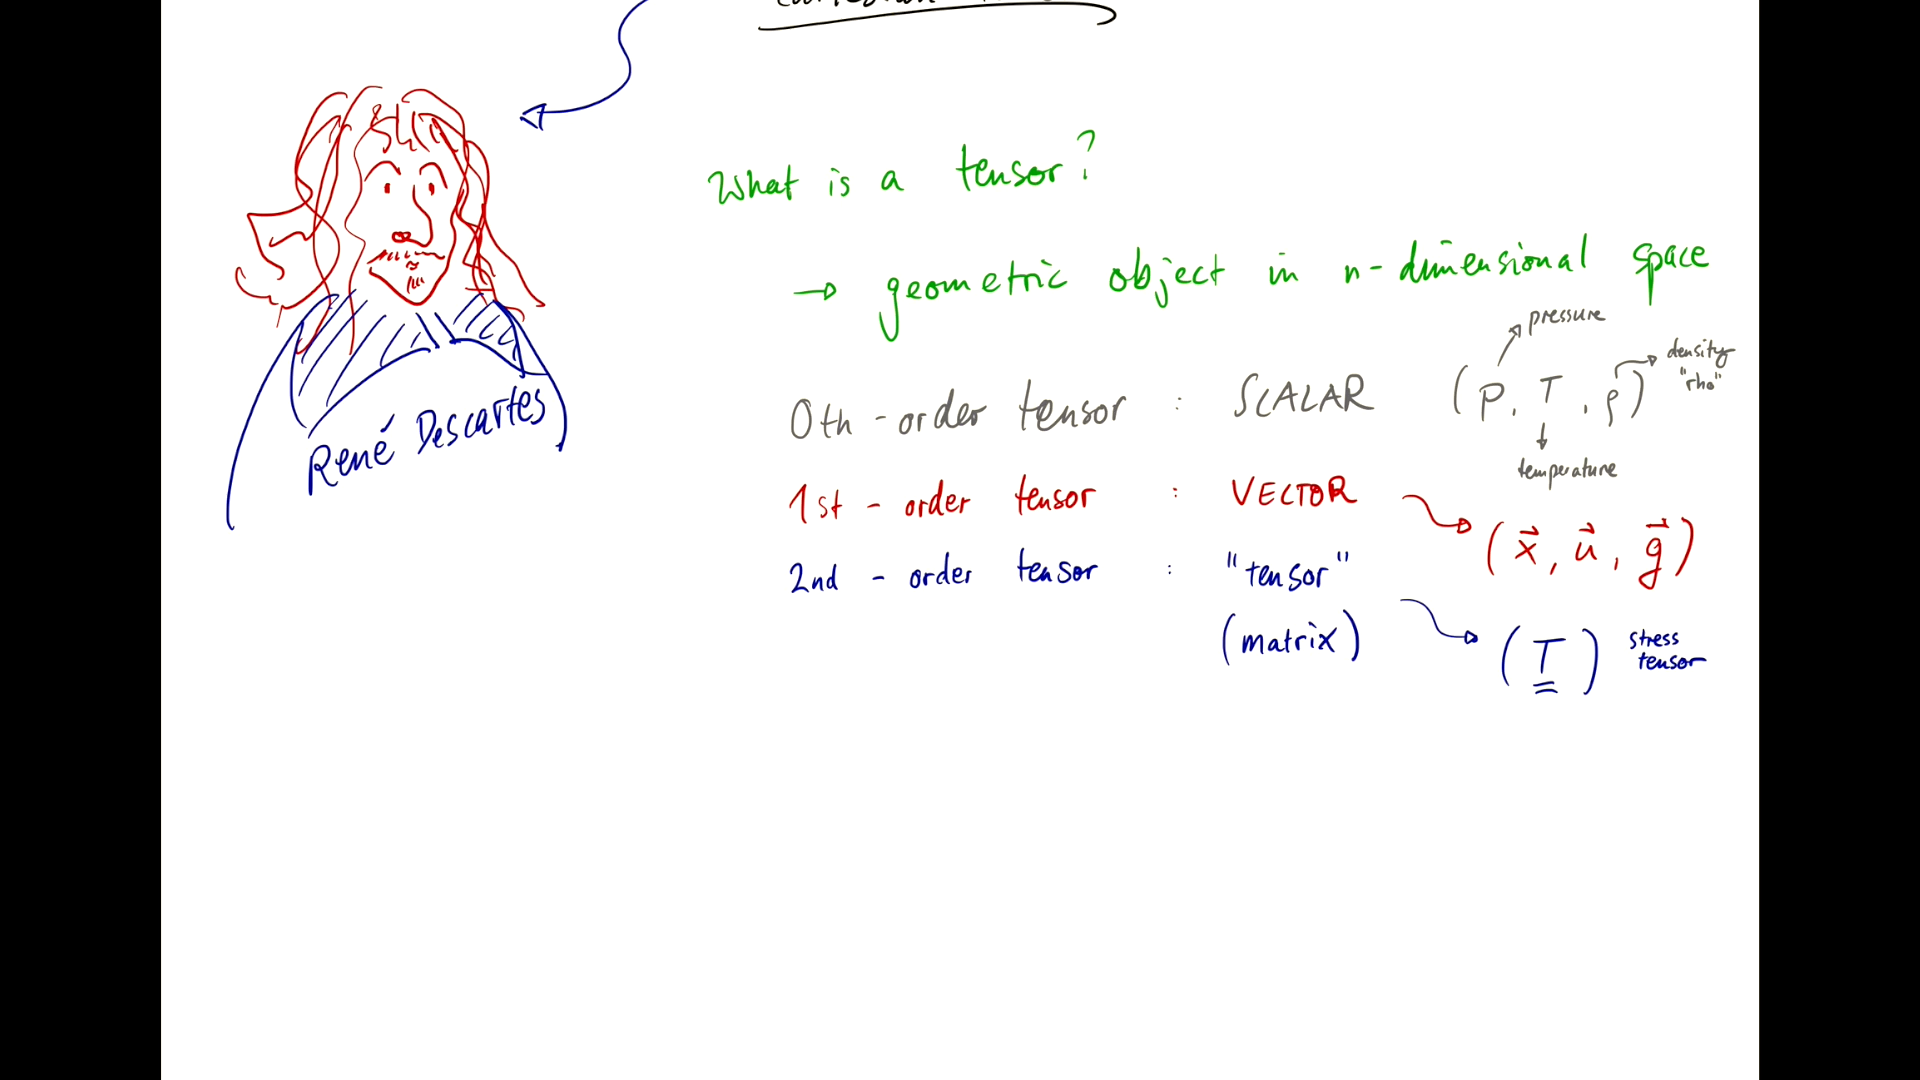 What is a tensor?
→ geometric object in n-dimensional space
pressure
density
"rho"
0th - order tensor : SCALAR (p, T, ρ)
temperature
René Descartes
1st - order tensor : VECTOR
(x⃗, u⃗, g⃗)
2nd - order tensor : "tensor"
(matrix)
(T) stress
tensor